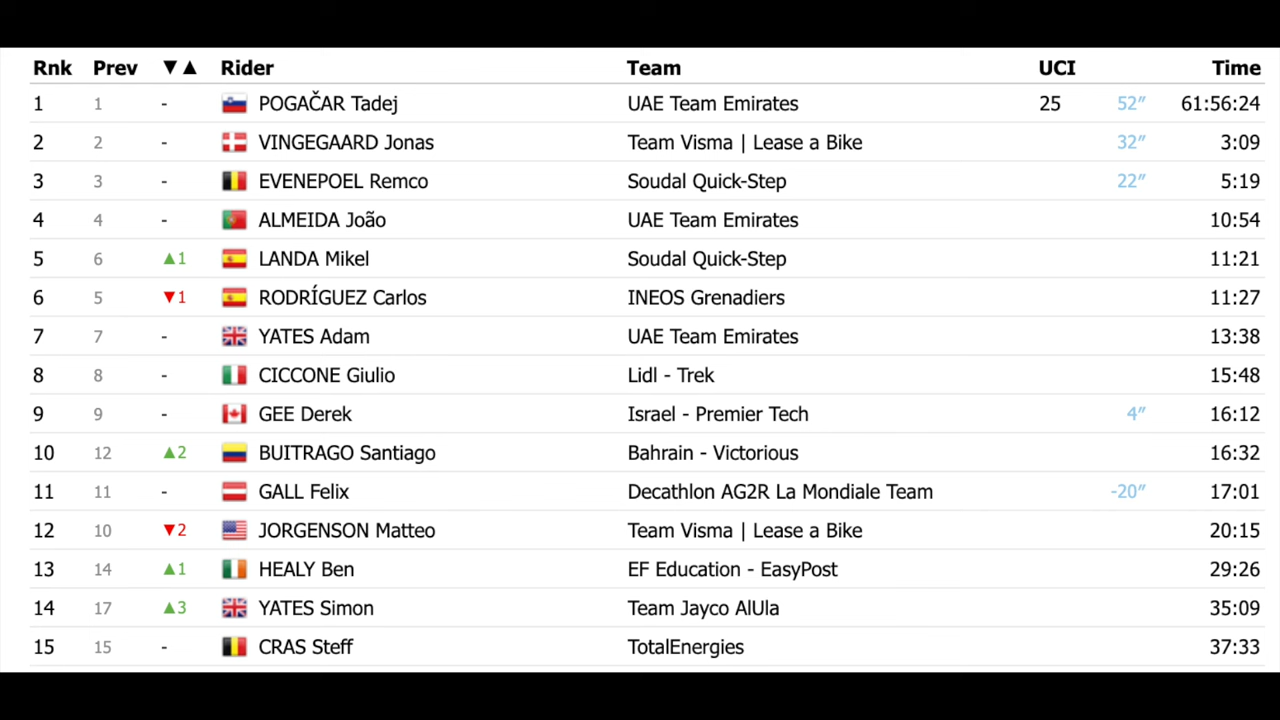 Rnk Prev ▼▲ Rider Team UCI Time
1 1 - POGAČAR Tadej UAE Team Emirates 25 52″ 61:56:24
2 2 - VINGEGAARD Jonas Team Visma | Lease a Bike 32″ 3:09
3 3 - EVENEPOEL Remco Soudal Quick-Step 22″ 5:19
4 4 - ALMEIDA João UAE Team Emirates 10:54
5 6 ▲1 LANDA Mikel Soudal Quick-Step 11:21
6 5 ▼1 RODRÍGUEZ Carlos INEOS Grenadiers 11:27
7 7 - YATES Adam UAE Team Emirates 13:38
8 8 - CICCONE Giulio Lidl - Trek 15:48
9 9 - GEE Derek Israel - Premier Tech 4″ 16:12
10 12 ▲2 BUITRAGO Santiago Bahrain - Victorious 16:32
11 11 - GALL Felix Decathlon AG2R La Mondiale Team -20″ 17:01
12 10 ▼2 JORGENSON Matteo Team Visma | Lease a Bike 20:15
13 14 ▲1 HEALY Ben EF Education - EasyPost 29:26
14 17 ▲3 YATES Simon Team Jayco AlUla 35:09
15 15 - CRAS Steff TotalEnergies 37:33